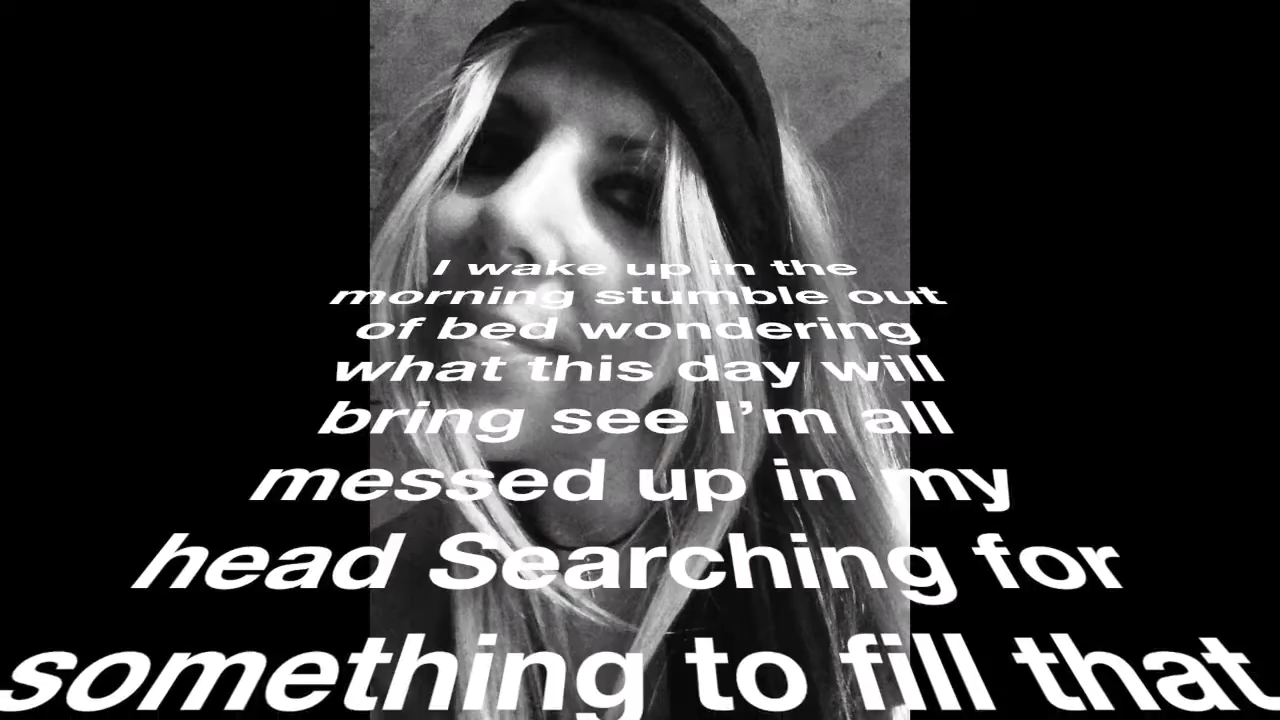 I wake up in the
morning stumble out
of bed wondering
what this day will
bring see I'm all
messed up in my
head Searching for
something to fill that